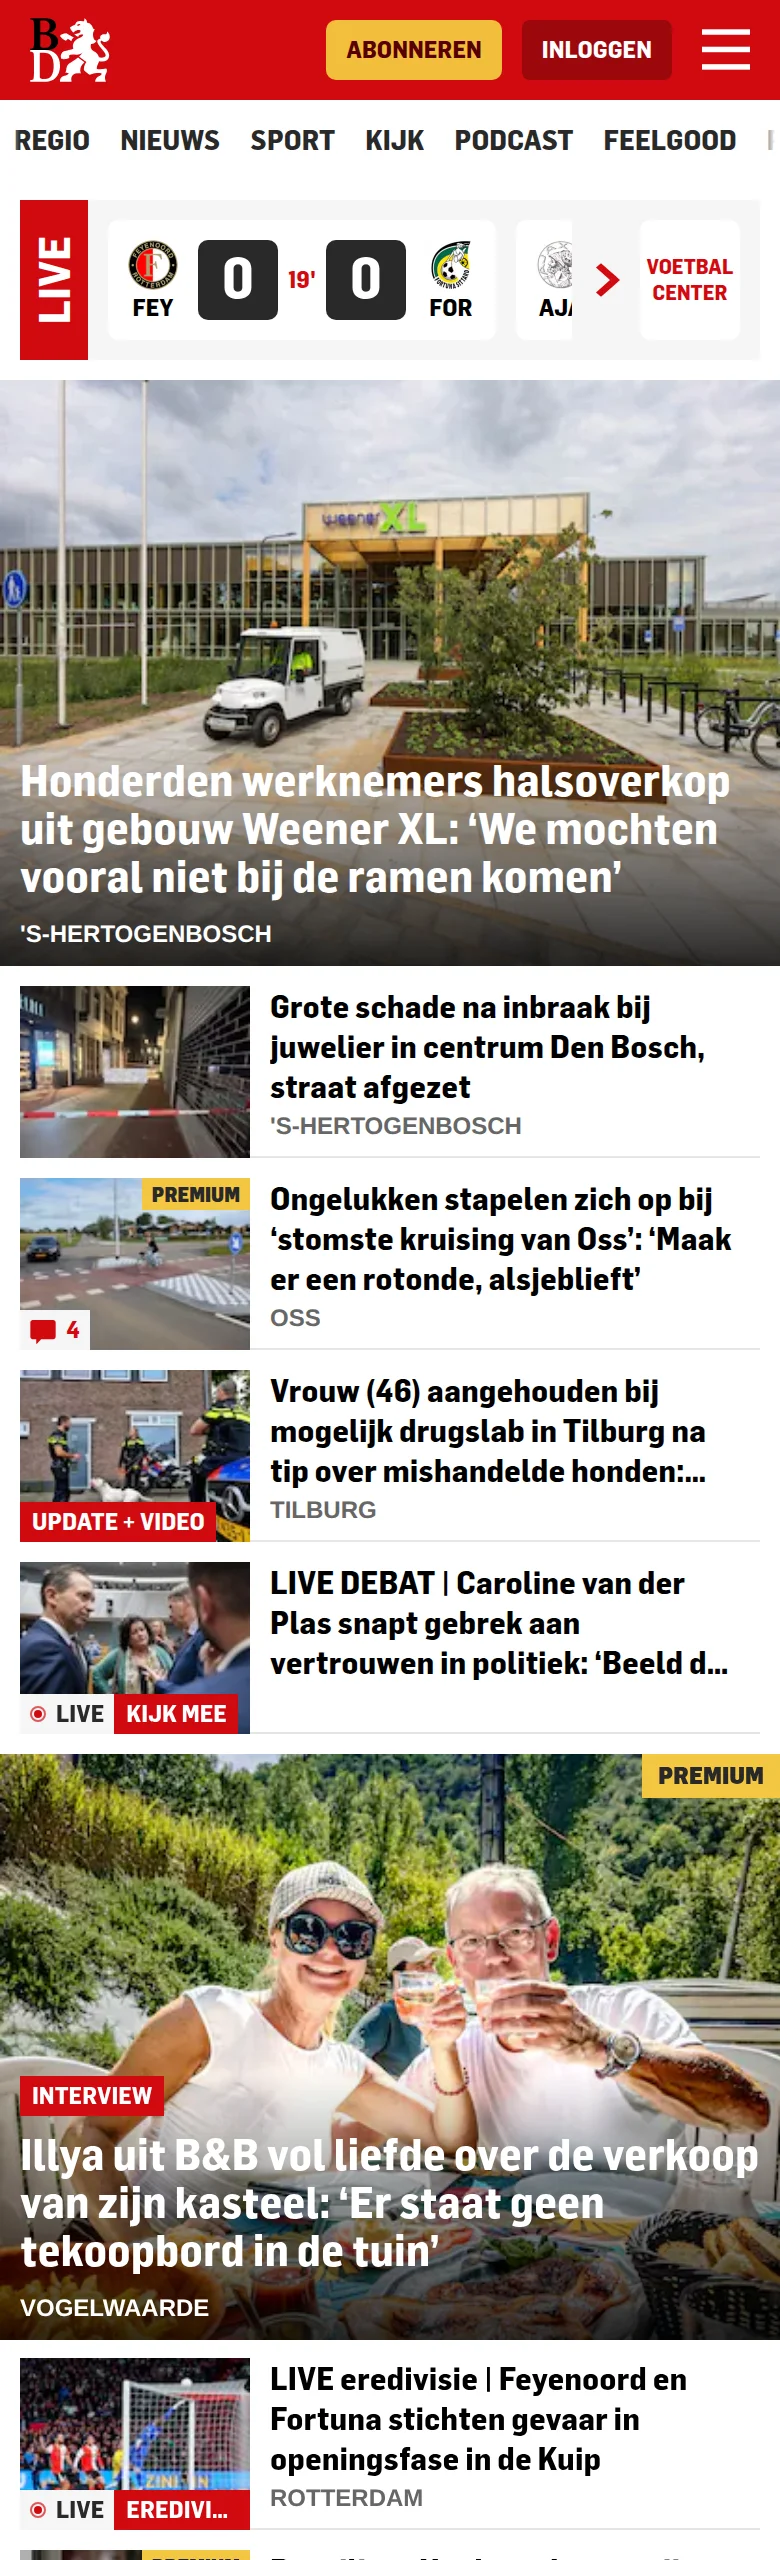 BD
ABONNEREN
INLOGGEN
REGIO NIEUWS SPORT KIJK PODCAST FEELGOOD
LIVE
FEY
0
19'
0
FOR
AJA
VOETBAL
CENTER
weener XL
Honderden werknemers halsoverkop
uit gebouw Weener XL: ‘We mochten
vooral niet bij de ramen komen’
'S-HERTOGENBOSCH
Grote schade na inbraak bij
juwelier in centrum Den Bosch,
straat afgezet
'S-HERTOGENBOSCH
PREMIUM
4
Ongelukken stapelen zich op bij
‘stomste kruising van Oss’: ‘Maak
er een rotonde, alsjeblieft’
OSS
UPDATE + VIDEO
Vrouw (46) aangehouden bij
mogelijk drugslab in Tilburg na
tip over mishandelde honden:...
TILBURG
LIVE
KIJK MEE
LIVE DEBAT | Caroline van der
Plas snapt gebrek aan
vertrouwen in politiek: ‘Beeld d...
PREMIUM
INTERVIEW
Illya uit B&B vol liefde over de verkoop
van zijn kasteel: ‘Er staat geen
tekoopbord in de tuin’
VOGELWAARDE
LIVE
EREDIVI...
LIVE eredivisie | Feyenoord en
Fortuna stichten gevaar in
openingsfase in de Kuip
ROTTERDAM